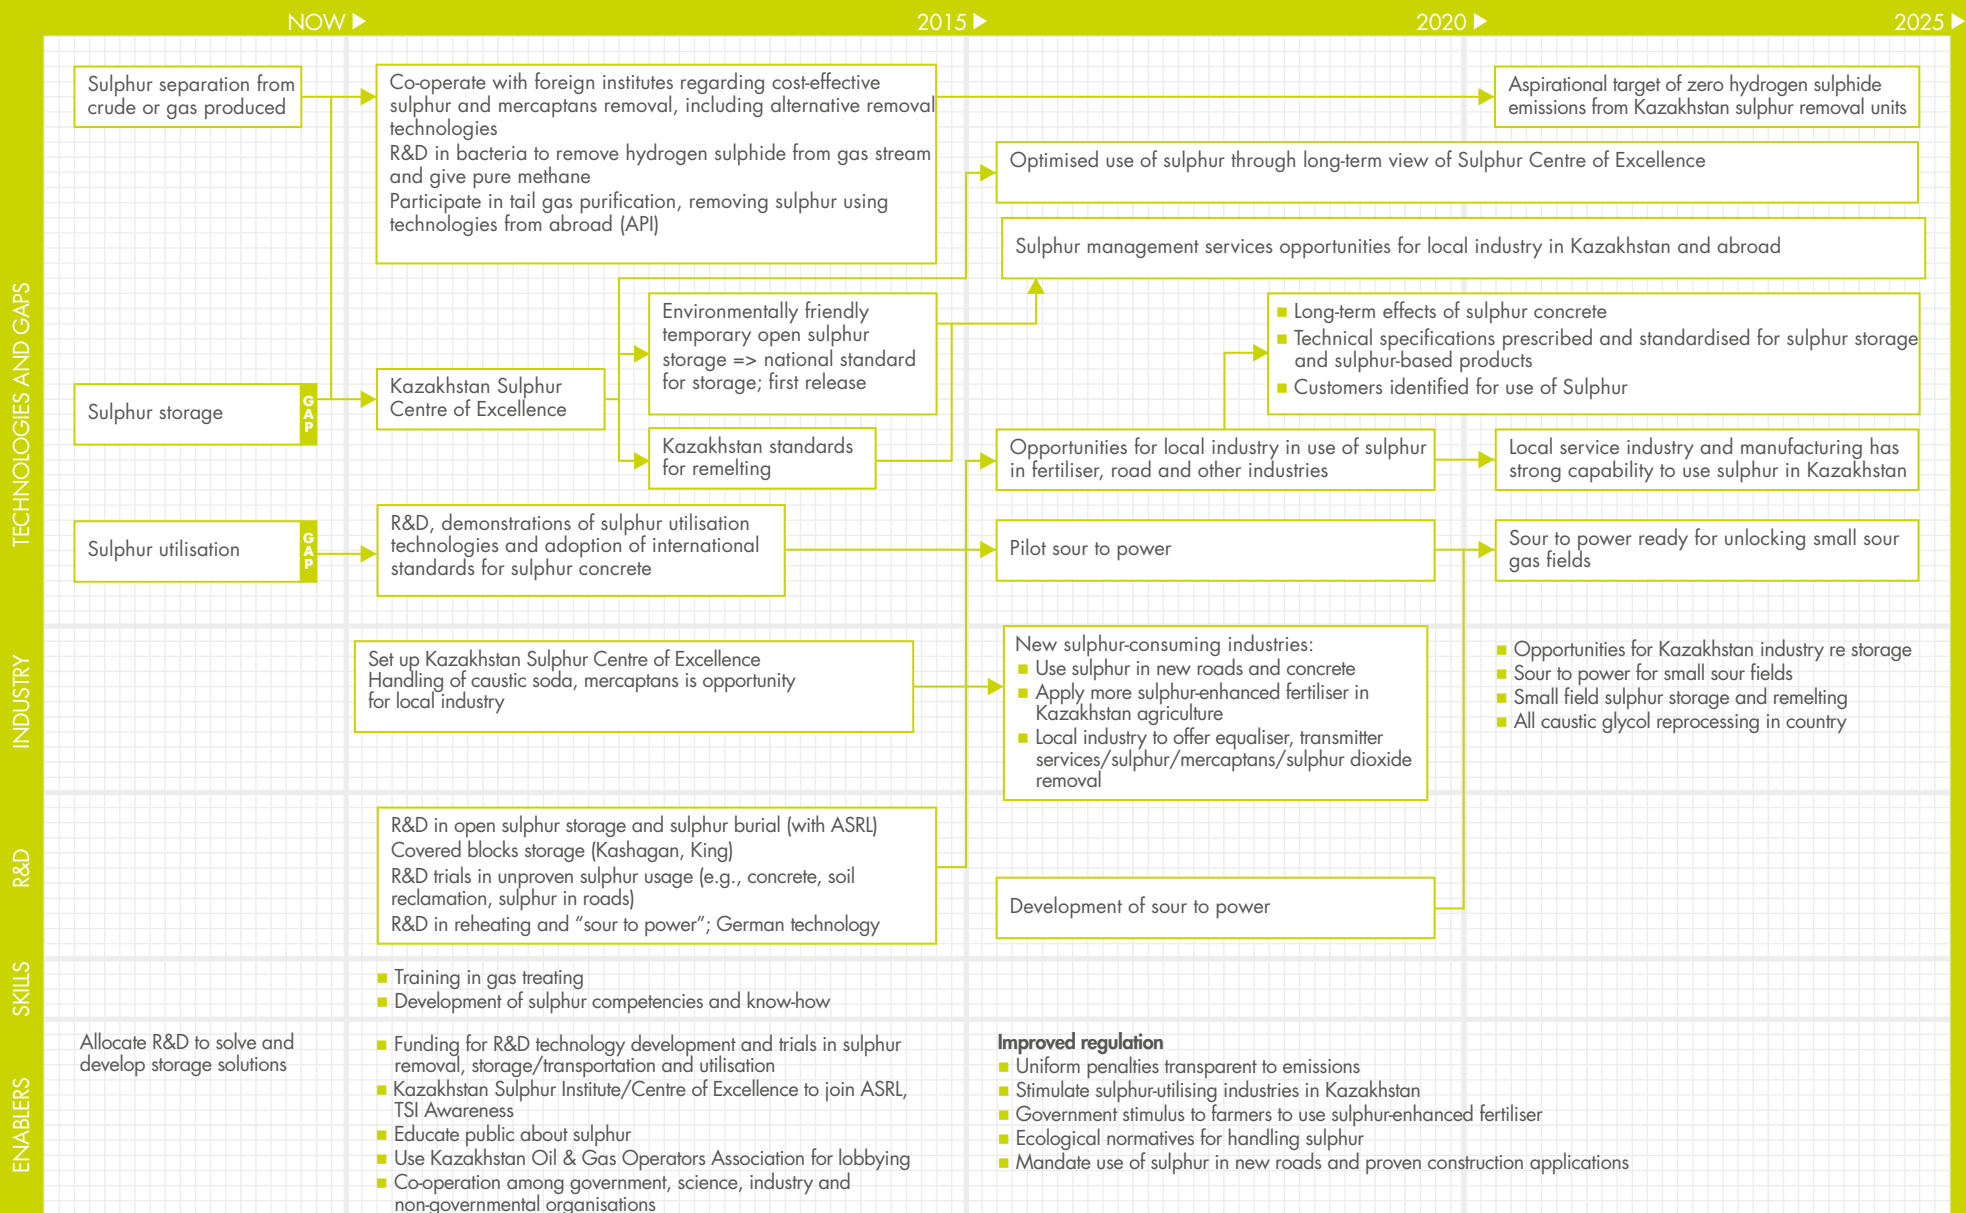 NOW
2015
2020
2025
TECHNOLOGIES AND GAPS
Sulphur separation from
crude or gas produced
Co-operate with foreign institutes regarding cost-effective
sulphur and mercaptans removal, including alternative removal
technologies
R&D in bacteria to remove hydrogen sulphide from gas stream
and give pure methane
Participate in tail gas purification, removing sulphur using
technologies from abroad (API)
Aspirational target of zero hydrogen sulphide
emissions from Kazakhstan sulphur removal units
Optimised use of sulphur through long-term view of Sulphur Centre of Excellence
Sulphur management services opportunities for local industry in Kazakhstan and abroad
Sulphur storage
GAP
Kazakhstan Sulphur
Centre of Excellence
Environmentally friendly
temporary open sulphur
storage => national standard
for storage; first release
Kazakhstan standards
for remelting
Long-term effects of sulphur concrete
Technical specifications prescribed and standardised for sulphur storage
and sulphur-based products
Customers identified for use of Sulphur
Opportunities for local industry in use of sulphur
in fertiliser, road and other industries
Local service industry and manufacturing has
strong capability to use sulphur in Kazakhstan
Sulphur utilisation
GAP
R&D, demonstrations of sulphur utilisation
technologies and adoption of international
standards for sulphur concrete
Pilot sour to power
Sour to power ready for unlocking small sour
gas fields
INDUSTRY
Set up Kazakhstan Sulphur Centre of Excellence
Handling of caustic soda, mercaptans is opportunity
for local industry
New sulphur-consuming industries:
Use sulphur in new roads and concrete
Apply more sulphur-enhanced fertiliser in
Kazakhstan agriculture
Local industry to offer equaliser, transmitter
services/sulphur/mercaptans/sulphur dioxide
removal
Opportunities for Kazakhstan industry re storage
Sour to power for small sour fields
Small field sulphur storage and remelting
All caustic glycol reprocessing in country
R&D
R&D in open sulphur storage and sulphur burial (with ASRL)
Covered blocks storage (Kashagan, King)
R&D trials in unproven sulphur usage (e.g., concrete, soil
reclamation, sulphur in roads)
R&D in reheating and “sour to power”; German technology
Development of sour to power
SKILLS
Training in gas treating
Development of sulphur competencies and know-how
ENABLERS
Allocate R&D to solve and
develop storage solutions
Funding for R&D technology development and trials in sulphur
removal, storage/transportation and utilisation
Kazakhstan Sulphur Institute/Centre of Excellence to join ASRL,
TSI Awareness
Educate public about sulphur
Use Kazakhstan Oil & Gas Operators Association for lobbying
Co-operation among government, science, industry and
non-governmental organisations
Improved regulation
Uniform penalties transparent to emissions
Stimulate sulphur-utilising industries in Kazakhstan
Government stimulus to farmers to use sulphur-enhanced fertiliser
Ecological normatives for handling sulphur
Mandate use of sulphur in new roads and proven construction applications